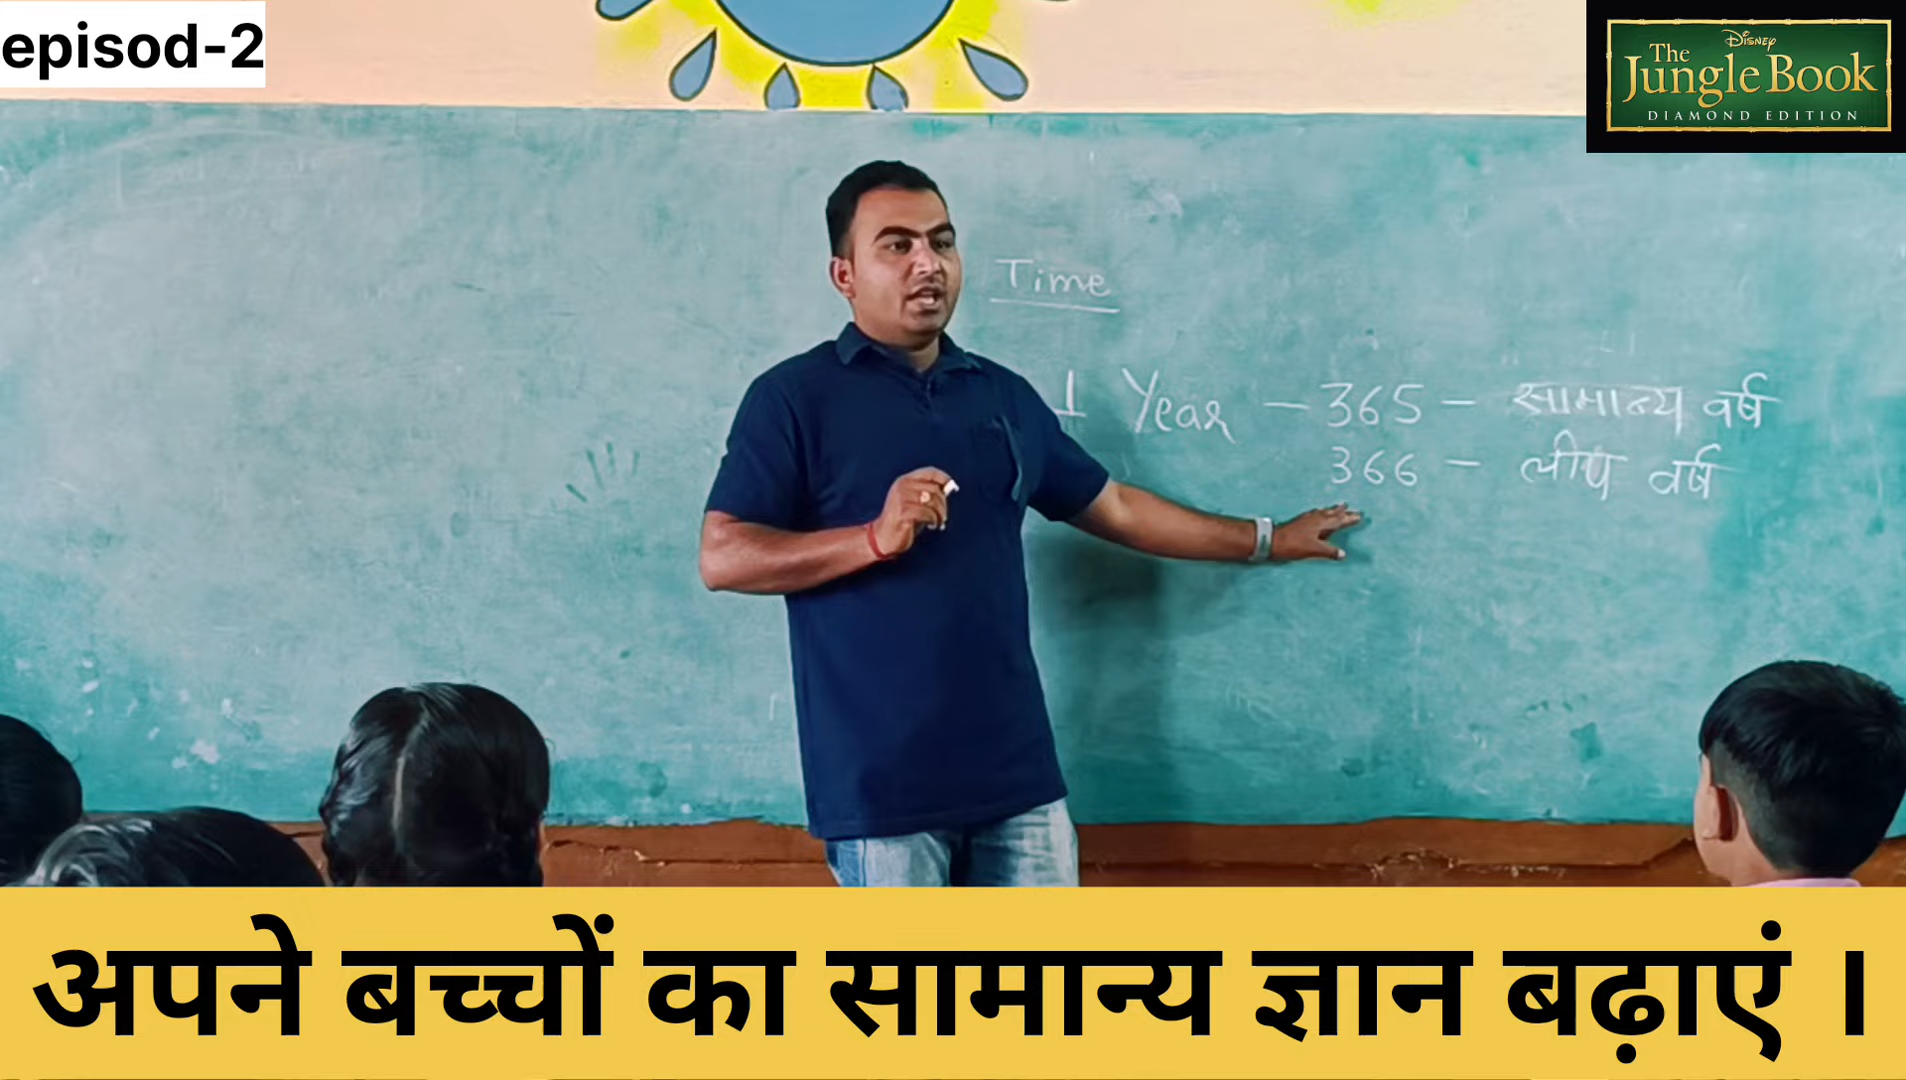 episod-2
Disney
The
Jungle Book
DIAMOND EDITION
Time
1 Year - 365 - सामान्य वर्ष
366 - लीप वर्ष
अपने बच्चों का सामान्य ज्ञान बढ़ाएं ।